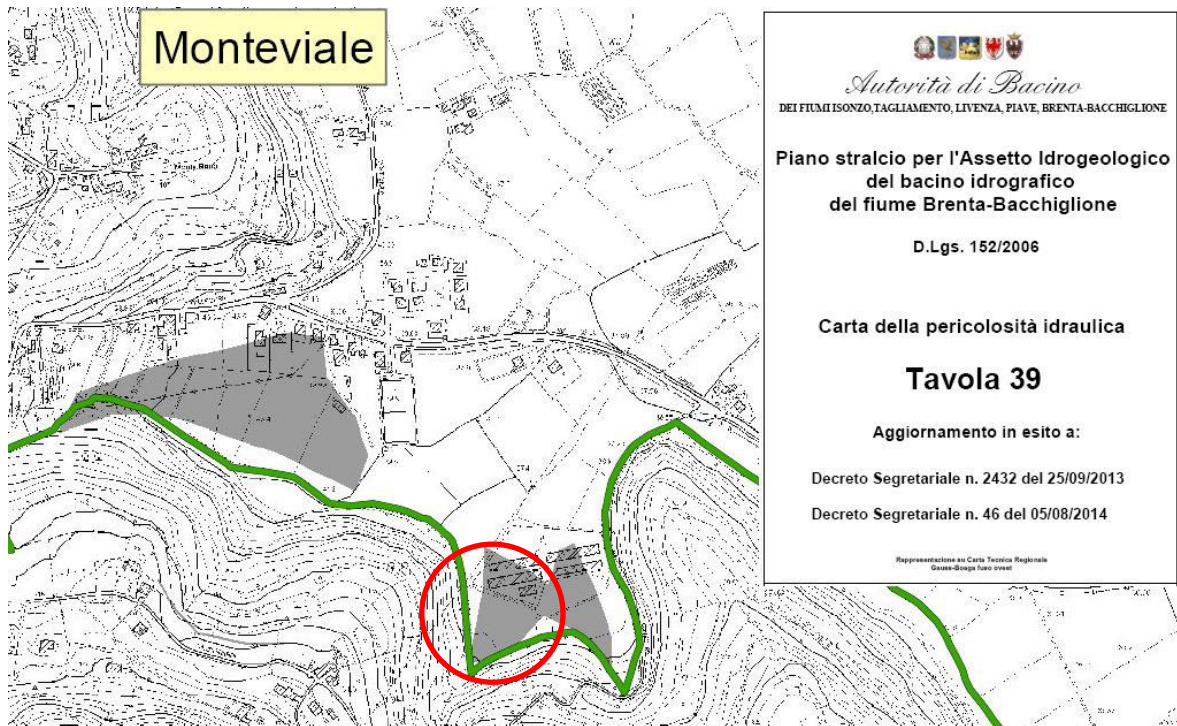 Monteviale
Autorità di Bacino
DEI FIUMI ISONZO, TAGLIAMENTO, LIVENZA, PIAVE, BRENTA-BACCHIGLIONE
Piano stralcio per l'Assetto Idrogeologico
del bacino idrografico
del fiume Brenta-Bacchiglione
D.Lgs. 152/2006
Carta della pericolosità idraulica
Tavola 39
Aggiornamento in esito a:
Decreto Segretariale n. 2432 del 25/09/2013
Decreto Segretariale n. 46 del 05/08/2014
Rappresentazione su Carta Tecnica Regionale
Gauss-Boaga fuso ovest